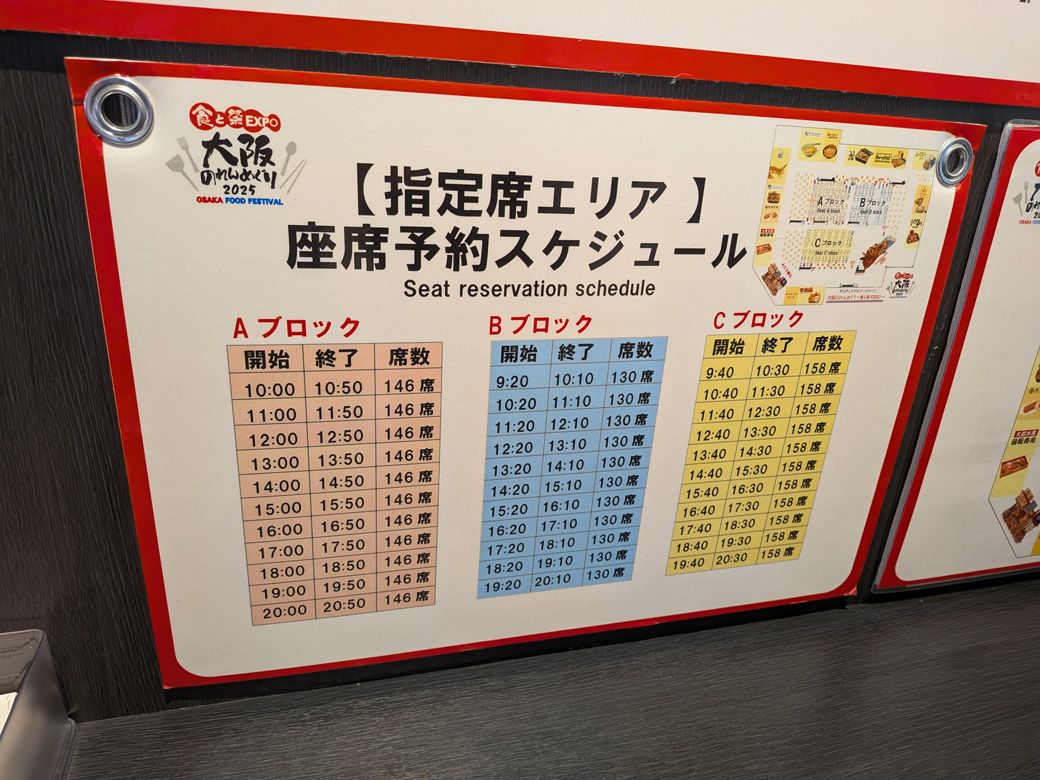 食と祭EXPO
大阪
のれんめぐり
2025
OSAKA FOOD FESTIVAL
【指定席エリア】
座席予約スケジュール
Seat reservation schedule
Aブロック
Seat A block
Bブロック
Seat B block
Cブロック
Seat C block
大阪
Aブロック
開始 終了 席数
10:00 10:50 146席
11:00 11:50 146席
12:00 12:50 146席
13:00 13:50 146席
14:00 14:50 146席
15:00 15:50 146席
16:00 16:50 146席
17:00 17:50 146席
18:00 18:50 146席
19:00 19:50 146席
20:00 20:50 146席
Bブロック
開始 終了 席数
9:20 10:10 130席
10:20 11:10 130席
11:20 12:10 130席
12:20 13:10 130席
13:20 14:10 130席
14:20 15:10 130席
15:20 16:10 130席
16:20 17:10 130席
17:20 18:10 130席
18:20 19:10 130席
19:20 20:10 130席
Cブロック
開始 終了 席数
9:40 10:30 158席
10:40 11:30 158席
11:40 12:30 158席
12:40 13:30 158席
13:40 14:30 158席
14:40 15:30 158席
15:40 16:30 158席
16:40 17:30 158席
17:40 18:30 158席
18:40 19:30 158席
19:40 20:30 158席